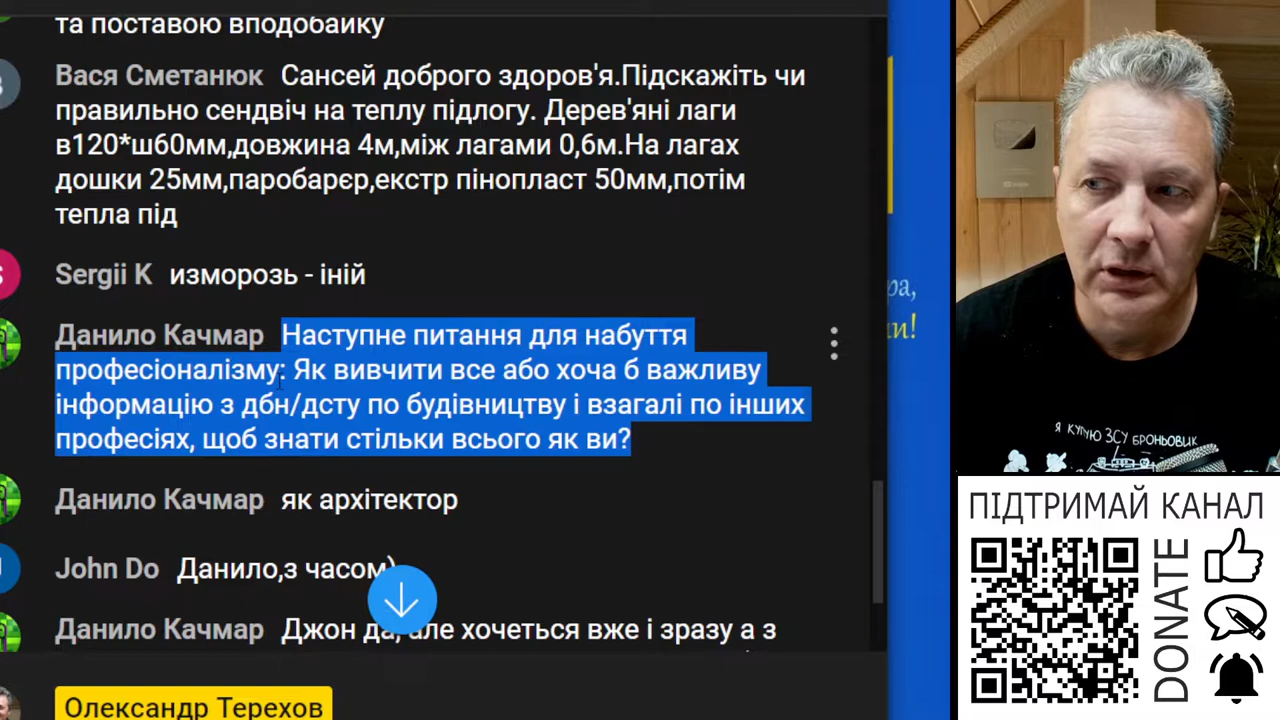 та поставою вподобайку
Вася Сметанюк Сансей доброго здоров'я.Підскажіть чи
правильно сендвіч на теплу підлогу. Дерев'яні лаги
в120*ш60мм,довжина 4м,між лагами 0,6м.На лагах
дошки 25мм,паробарєр,екстр пінопласт 50мм,потім
тепла під
Sergii K изморозь - іній
Данило Качмар Наступне питання для набуття
професіоналізму: Як вивчити все або хоча б важливу
інформацію з дбн/дсту по будівництву і взагалі по інших
професіях, щоб знати стільки всього як ви?
Данило Качмар як архітектор
John Do Данило,з часом)
Данило Качмар Джон да, але хочеться вже і зразу а з
Олександр Терехов
Я КУПУЮ ЗСУ БРОНЬОВИК
ПІДТРИМАЙ КАНАЛ
DONATE